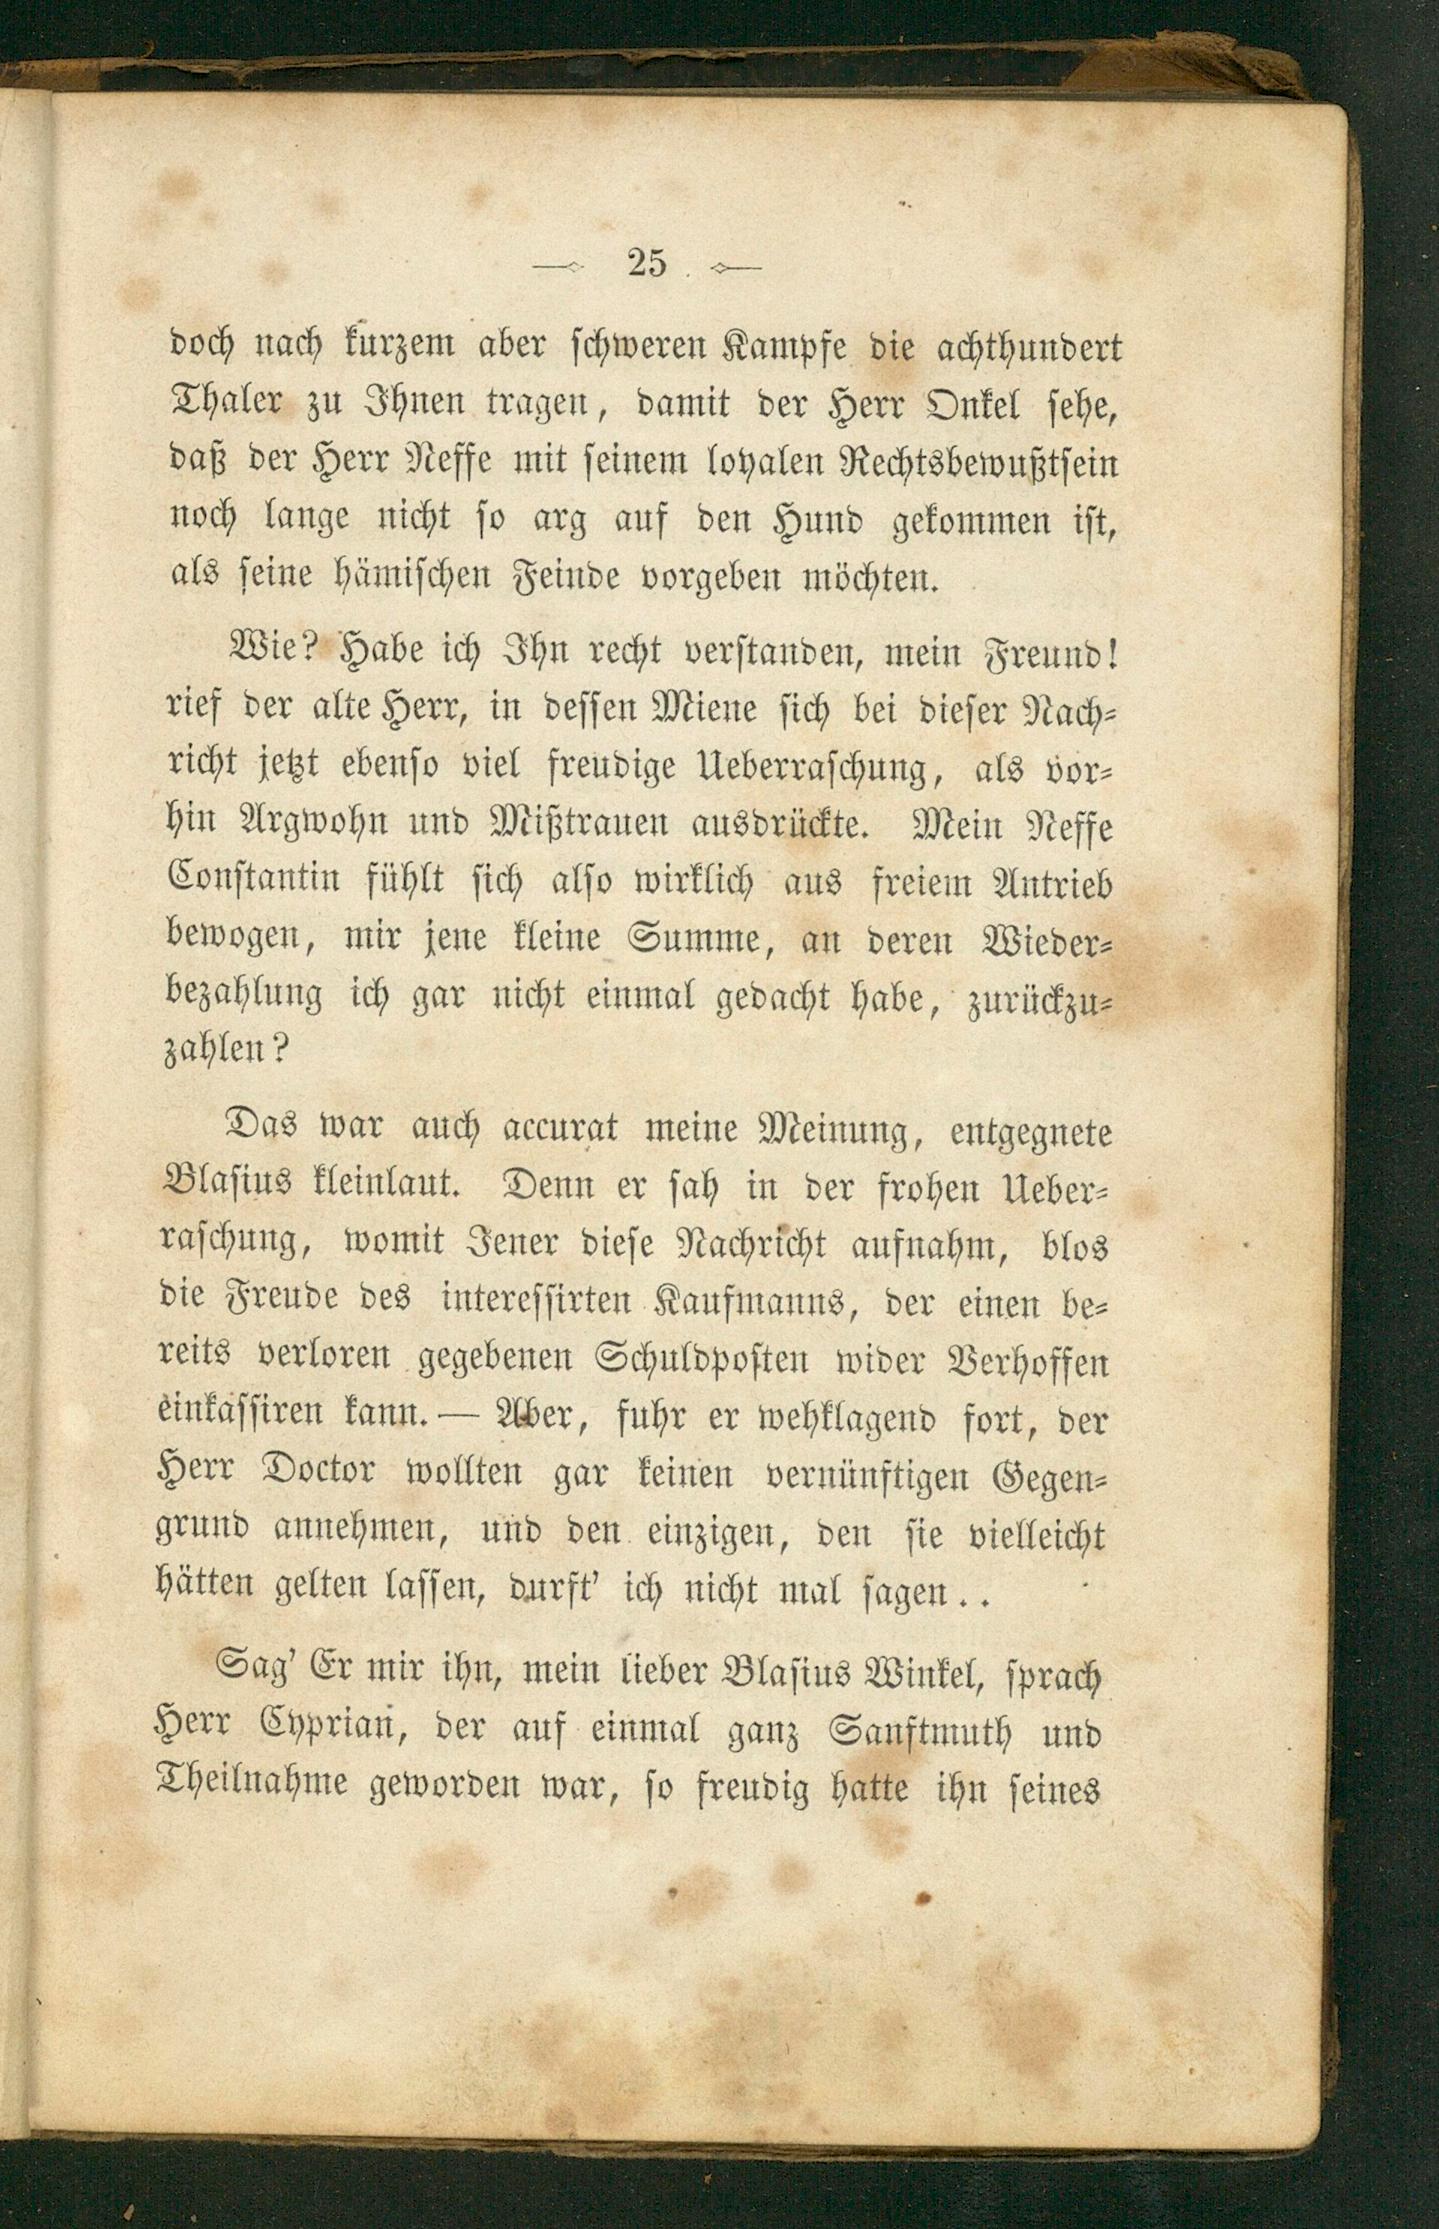 25
doch nach kurzem aber schweren Kampfe die achthundert
Thaler zu Ihnen tragen, damit der Herr Onkel sehe,
daß der Herr Neffe mit seinem loyalen Rechtsbewußtsein
noch lange nicht so arg auf den Hund gekommen ist,
als seine hämischen Feinde vorgeben möchten.
Wie? Habe ich Ihn recht verstanden, mein Freund!
rief der alte Herr, in dessen Miene sich bei dieser Nach-
richt jetzt ebenso viel freudige Ueberraschung, als vor-
hin Argwohn und Mißtrauen ausdrückte. Mein Neffe
Constantin fühlt sich also wirklich aus freiem Antrieb
bewogen, mir jene kleine Summe, an deren Wieder-
bezahlung ich gar nicht einmal gedacht habe, zurückzu-
zahlen?
Das war auch accurat meine Meinung, entgegnete
Blasius kleinlaut. Denn er sah in der frohen Ueber-
raschung, womit Jener diese Nachricht aufnahm, blos
die Freude des interessirten Kaufmanns, der einen be-
reits verloren gegebenen Schuldposten wider Verhoffen
einkassiren kann. — Aber, fuhr er wehklagend fort, der
Herr Doctor wollten gar keinen vernünftigen Gegen-
grund annehmen, und den einzigen, den sie vielleicht
hätten gelten lassen, durft' ich nicht mal sagen . .
Sag' Er mir ihn, mein lieber Blasius Winkel, sprach
Herr Cyprian, der auf einmal ganz Sanftmuth und
Theilnahme geworden war, so freudig hatte ihn seines